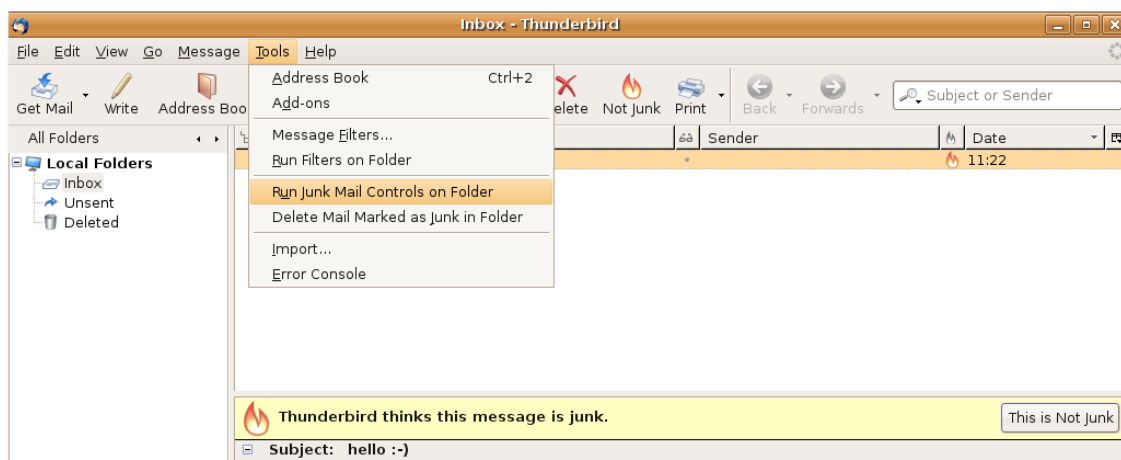 Inbox - Thunderbird
File Edit View Go Message Tools Help
Get Mail Write Address Boo elete Not Junk Print Back Forwards Subject or Sender
Address Book Ctrl+2
Add-ons
Message Filters...
Run Filters on Folder
Run Junk Mail Controls on Folder
Delete Mail Marked as Junk in Folder
Import...
Error Console
All Folders Sender Date
Local Folders 11:22
Inbox
Unsent
Deleted
Thunderbird thinks this message is junk. This is Not Junk
Subject: hello :-)